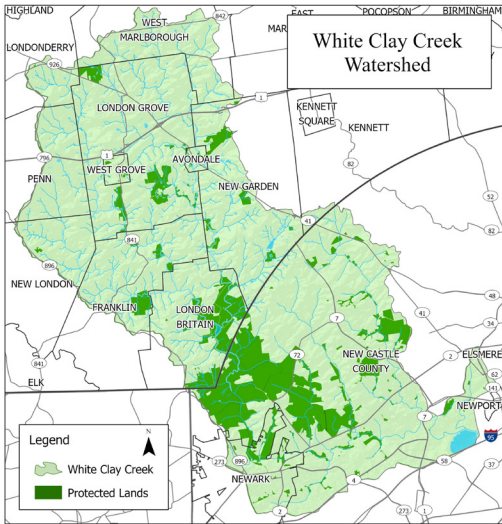 HIGHLAND
WEST
MARLBOROUGH
842
EAST
MAR
POCOPSON
BIRMINGHAM
White Clay Creek
Watershed
LONDONDERRY
926
LONDON GROVE
1
KENNETT
SQUARE
KENNETT
796
1
WEST GROVE
AVONDALE
82
PENN
NEW GARDEN
52
41
82
841
896
NEW LONDON
48
FRANKLIN
LONDON
BRITAIN
7
41
34
72
NEW CASTLE
COUNTY
2
ELSMERE
841
ELK
62
141
NEWPORT
7
95
Legend
N
White Clay Creek
Protected Lands
273
896
NEWARK
58
37
4
2
273
1